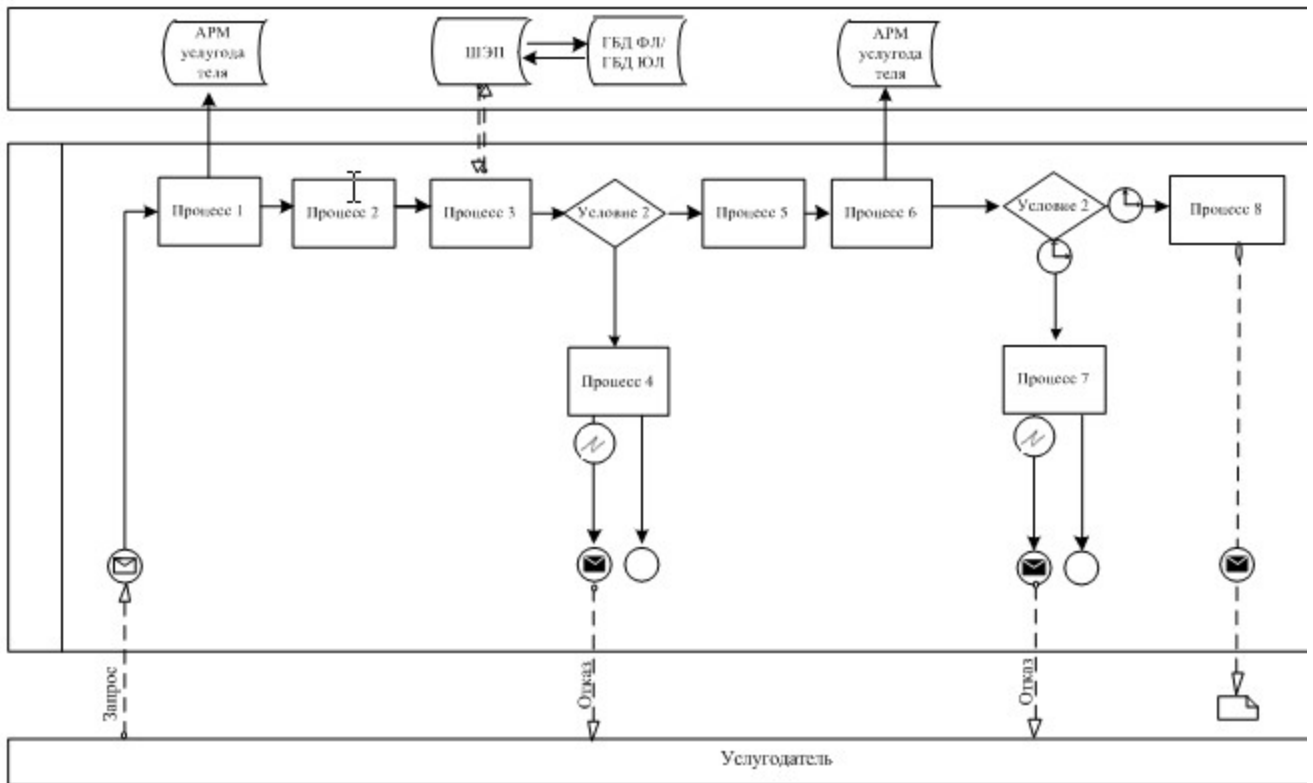 АРМ
услугода
теля
ШЭП
ГБД ФЛ/
ГБД ЮЛ
АРМ
услугода
теля
Процесс 1
Процесс 2
Процесс 3
Условие 2
Процесс 5
Процесс 6
Условие 2
Процесс 8
Процесс 4
Процесс 7
Запрос
Отказ
Отказ
Услугодатель